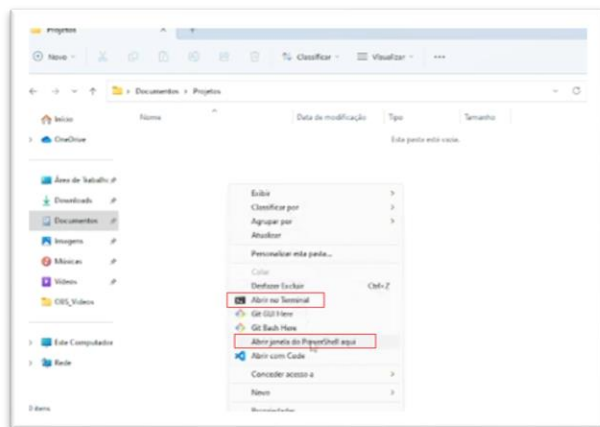 Projetos
Novo
Classificar
Visualizar
Documentos > Projetos
Nome
Data de modificação
Tipo
Tamanho
Início
OneDrive
Esta pasta está vazia.
Área de Trabalho
Downloads
Documentos
Imagens
Músicas
Vídeos
OBS_Videos
Este Computador
Rede
Exibir
Classificar por
Agrupar por
Atualizar
Personalizar esta pasta...
Colar
Desfazer Excluir Ctrl+Z
Abrir no Terminal
Git GUI Here
Git Bash Here
Abrir janela do PowerShell aqui
Abrir com Code
Conceder acesso a
Novo
Propriedades
0 itens